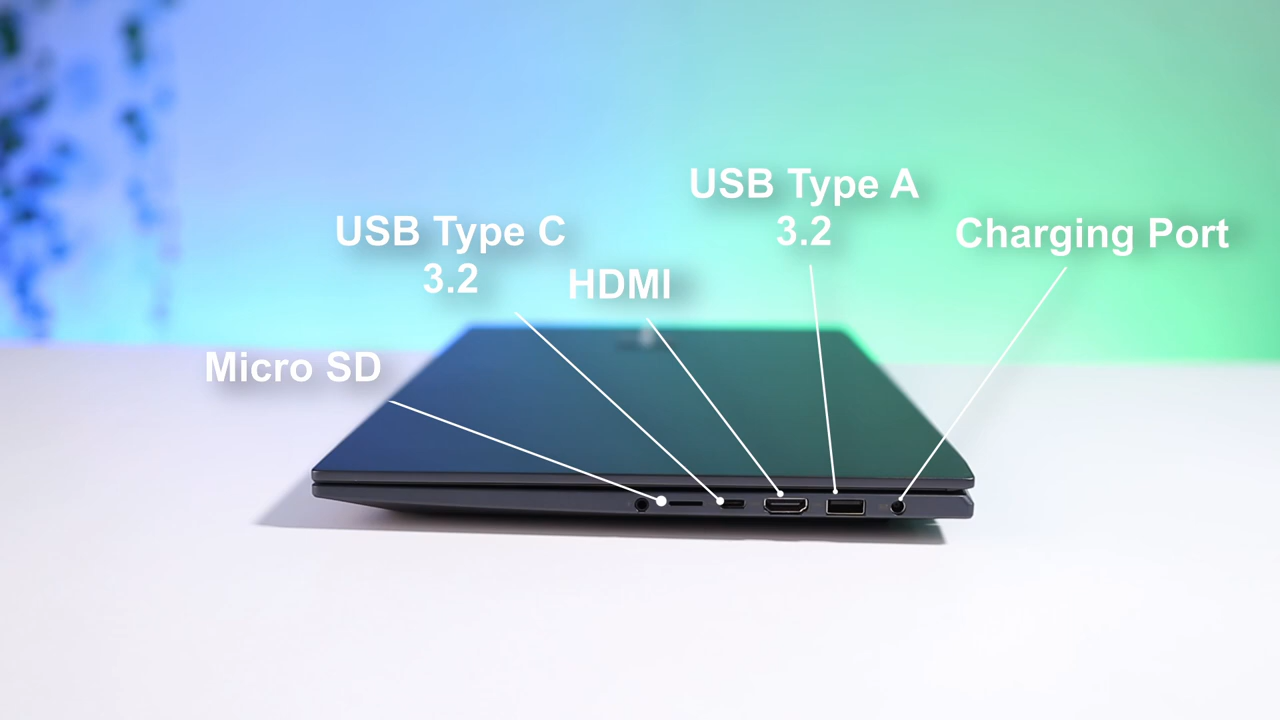 USB Type A
3.2
USB Type C
3.2
Charging Port
HDMI
Micro SD